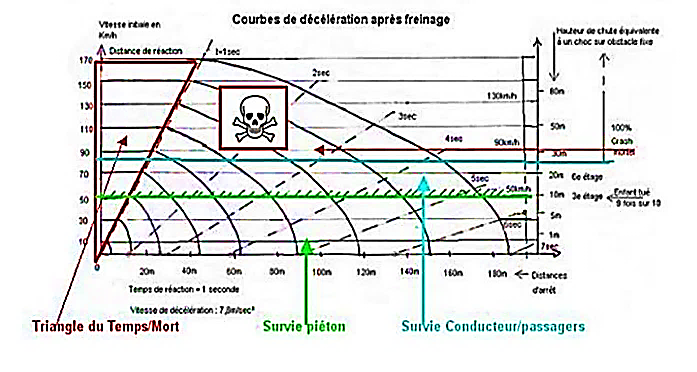 Courbes de décélération après freinage
Vitesse initiale en
Km/h
Distance de réaction
t=1sec
2sec
3sec
4sec
5sec
6sec
7sec
Hauteur de chute équivalente
à un choc sur obstacle fixe
170
150
130
110
90
70
50
30
10
0
130km/h
90km/h
50km/h
80m
50m
30m
20m 6e étage
10m 3e étage
5m
1m
100%
Crash
mortel
Enfant tué
9 fois sur 10
20m 40m 60m 80m 100m 120m 140m 160m 180m
Distances
d'arrêt
Temps de réaction = 1 seconde
Vitesse de décélération : 7,8m/sec²
Triangle du Temps/Mort
Survie piéton
Survie Conducteur/passagers